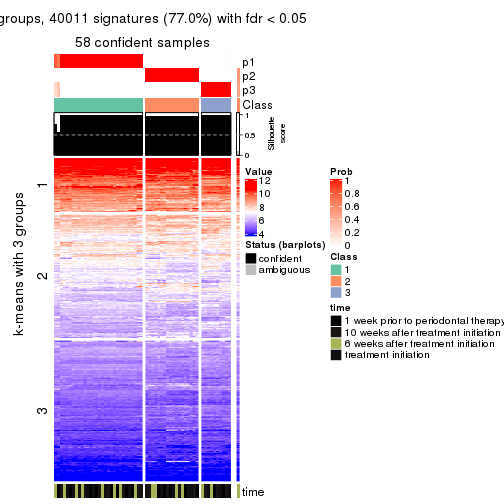 groups, 40011 signatures (77.0%) with fdr < 0.05
58 confident samples
p1
p2
p3
Class
1
0.5
0
Silhouette
score
k-means with 3 groups
1
2
3
Value
12
10
8
6
4
Status (barplots)
confident
ambiguous
Prob
1
0.8
0.6
0.4
0.2
0
Class
1
2
3
time
1 week prior to periodontal therapy
10 weeks after treatment initiation
6 weeks after treatment initiation
treatment initiation
time